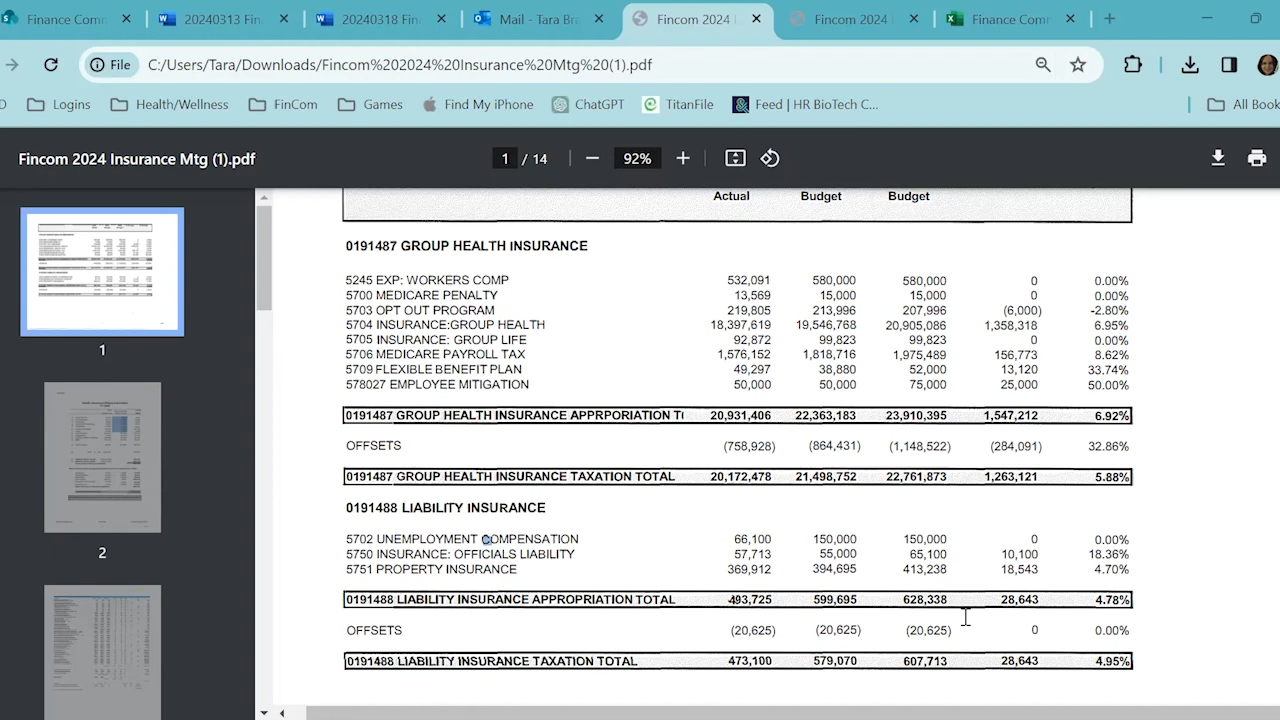 Finance Comm
20240313 Fin
20240318 Fin
Mail - Tara Bra
Fincom 2024
Fincom 2024
Finance Com
File C:/Users/Tara/Downloads/Fincom%202024%20Insurance%20Mtg%20(1).pdf
Logins Health/Wellness FinCom Games Find My iPhone ChatGPT TitanFile Feed | HR BioTech C... All Book
Fincom 2024 Insurance Mtg (1).pdf 1 / 14 92%
Actual Budget Budget
0191487 GROUP HEALTH INSURANCE
5245 EXP: WORKERS COMP 532,091 580,000 580,000 0 0.00%
5700 MEDICARE PENALTY 13,569 15,000 15,000 0 0.00%
5703 OPT OUT PROGRAM 219,805 213,996 207,996 (6,000) -2.80%
5704 INSURANCE:GROUP HEALTH 18,397,619 19,546,768 20,905,086 1,358,318 6.95%
5705 INSURANCE: GROUP LIFE 92,872 99,823 99,823 0 0.00%
5706 MEDICARE PAYROLL TAX 1,576,152 1,818,716 1,975,489 156,773 8.62%
5709 FLEXIBLE BENEFIT PLAN 49,297 38,880 52,000 13,120 33.74%
578027 EMPLOYEE MITIGATION 50,000 50,000 75,000 25,000 50.00%
0191487 GROUP HEALTH INSURANCE APPRPORIATION T( 20,931,406 22,363,183 23,910,395 1,547,212 6.92%
OFFSETS (758,928) (864,431) (1,148,522) (284,091) 32.86%
0191487 GROUP HEALTH INSURANCE TAXATION TOTAL 20,172,478 21,498,752 22,761,873 1,263,121 5.88%
0191488 LIABILITY INSURANCE
5702 UNEMPLOYMENT COMPENSATION 66,100 150,000 150,000 0 0.00%
5750 INSURANCE: OFFICIALS LIABILITY 57,713 55,000 65,100 10,100 18.36%
5751 PROPERTY INSURANCE 369,912 394,695 413,238 18,543 4.70%
0191488 LIABILITY INSURANCE APPROPRIATION TOTAL 493,725 599,695 628,338 28,643 4.78%
OFFSETS (20,625) (20,625) (20,625) 0 0.00%
0191488 LIABILITY INSURANCE TAXATION TOTAL 473,100 579,070 607,713 28,643 4.95%
1
2